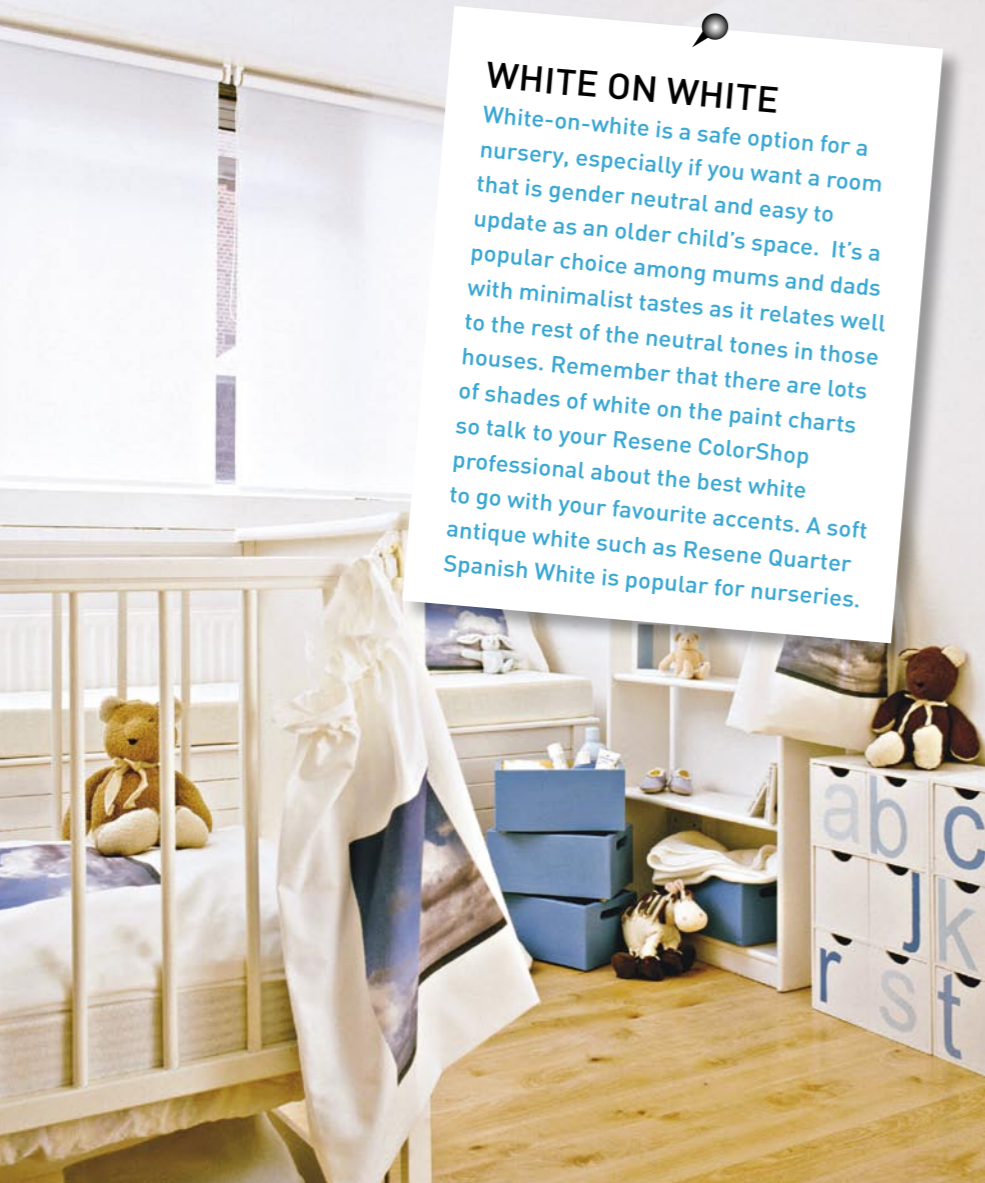 WHITE ON WHITE
White-on-white is a safe option for a
nursery, especially if you want a room
that is gender neutral and easy to
update as an older child's space.  It's a
popular choice among mums and dads
with minimalist tastes as it relates well
to the rest of the neutral tones in those
houses. Remember that there are lots
of shades of white on the paint charts
so talk to your Resene ColorShop
professional about the best white
to go with your favourite accents. A soft
antique white such as Resene Quarter
Spanish White is popular for nurseries.
a b c
j k
r s t